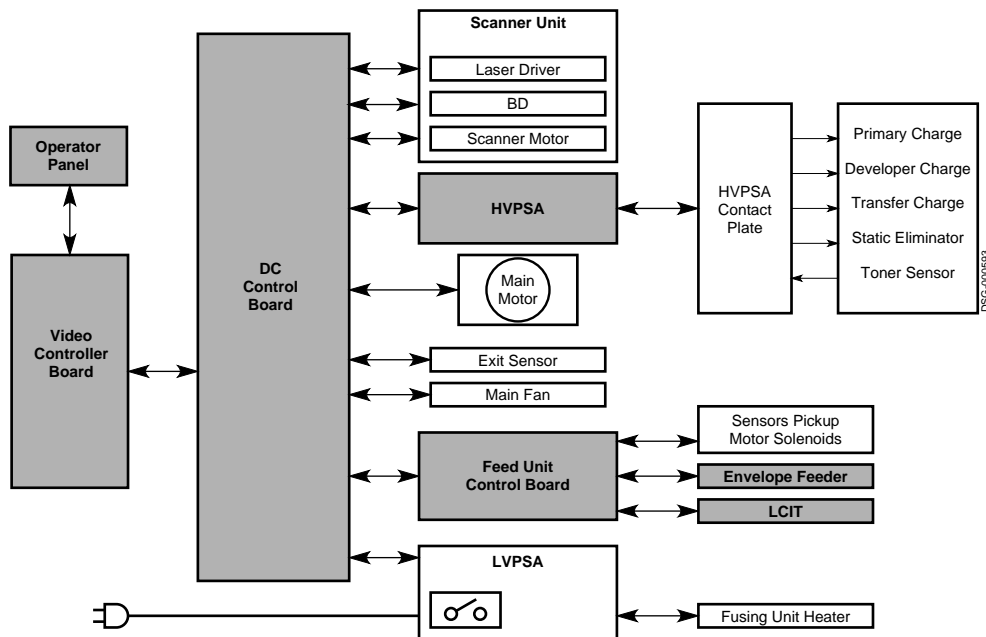 Scanner Unit
Laser Driver
BD
Scanner Motor
Operator
Panel
HVPSA
HVPSA
Contact
Plate
Primary Charge
Developer Charge
Transfer Charge
Static Eliminator
Toner Sensor
DSG-000593
DC
Control
Board
Main
Motor
Video
Controller
Board
Exit Sensor
Main Fan
Feed Unit
Control Board
Sensors Pickup
Motor Solenoids
Envelope Feeder
LCIT
LVPSA
Fusing Unit Heater